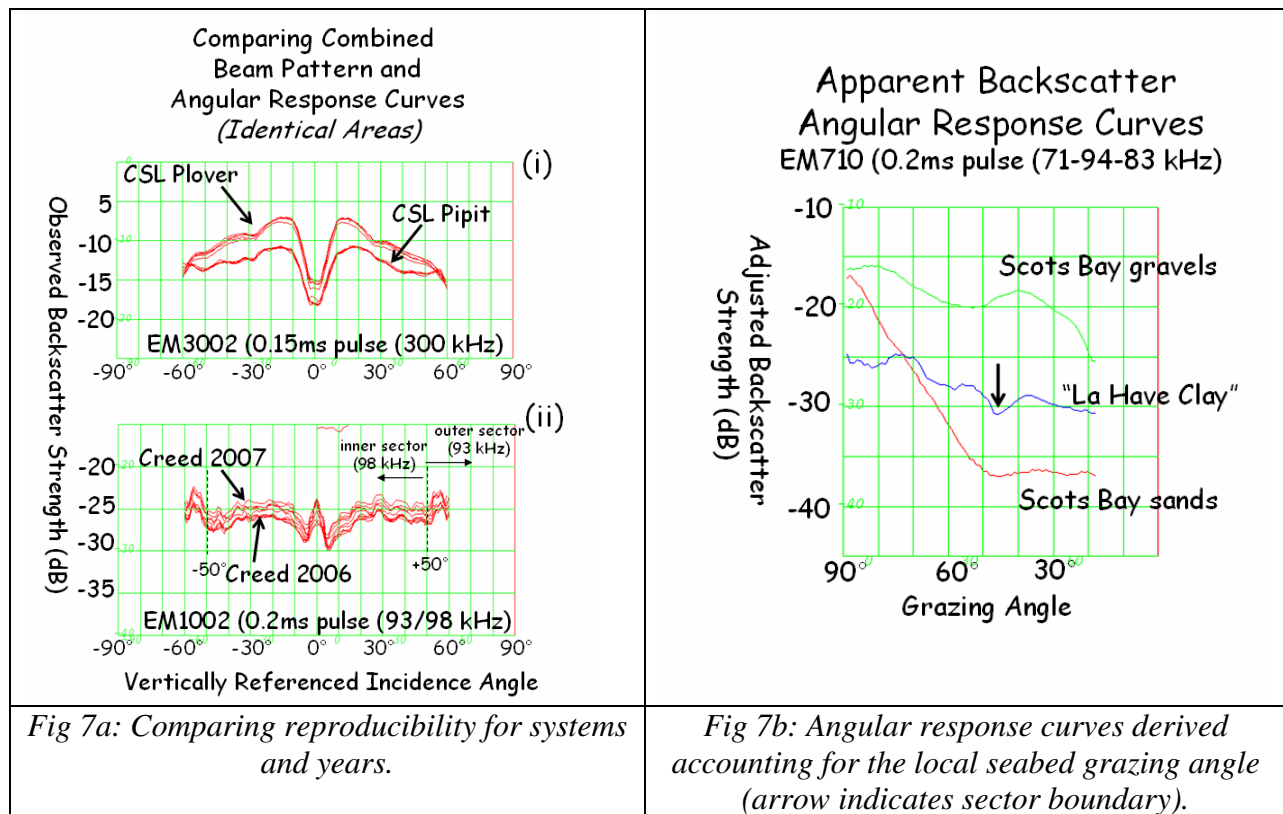 Comparing Combined
Beam Pattern and
Angular Response Curves
(Identical Areas)
(i)
CSL Plover
CSL Pipit
5
-10
-15
-20
Observed Backscatter Strength (dB)
EM3002 (0.15ms pulse (300 kHz)
-90° -60° -30° 0° 30° 60° 90°
(ii)
inner sector
(98 kHz)
outer sector
(93 kHz)
Creed 2007
-20
-25
-30
-35
-50°
+50°
Creed 2006
EM1002 (0.2ms pulse (93/98 kHz)
-90° -60° -30° 0° 30° 60° 90°
Vertically Referenced Incidence Angle
Fig 7a: Comparing reproducibility for systems
and years.
Apparent Backscatter
Angular Response Curves
EM710 (0.2ms pulse (71-94-83 kHz)
-10
-20
-30
-40
Adjusted Backscatter
Strength (dB)
Scots Bay gravels
"La Have Clay"
Scots Bay sands
90° 60° 30°
Grazing Angle
Fig 7b: Angular response curves derived
accounting for the local seabed grazing angle
(arrow indicates sector boundary).